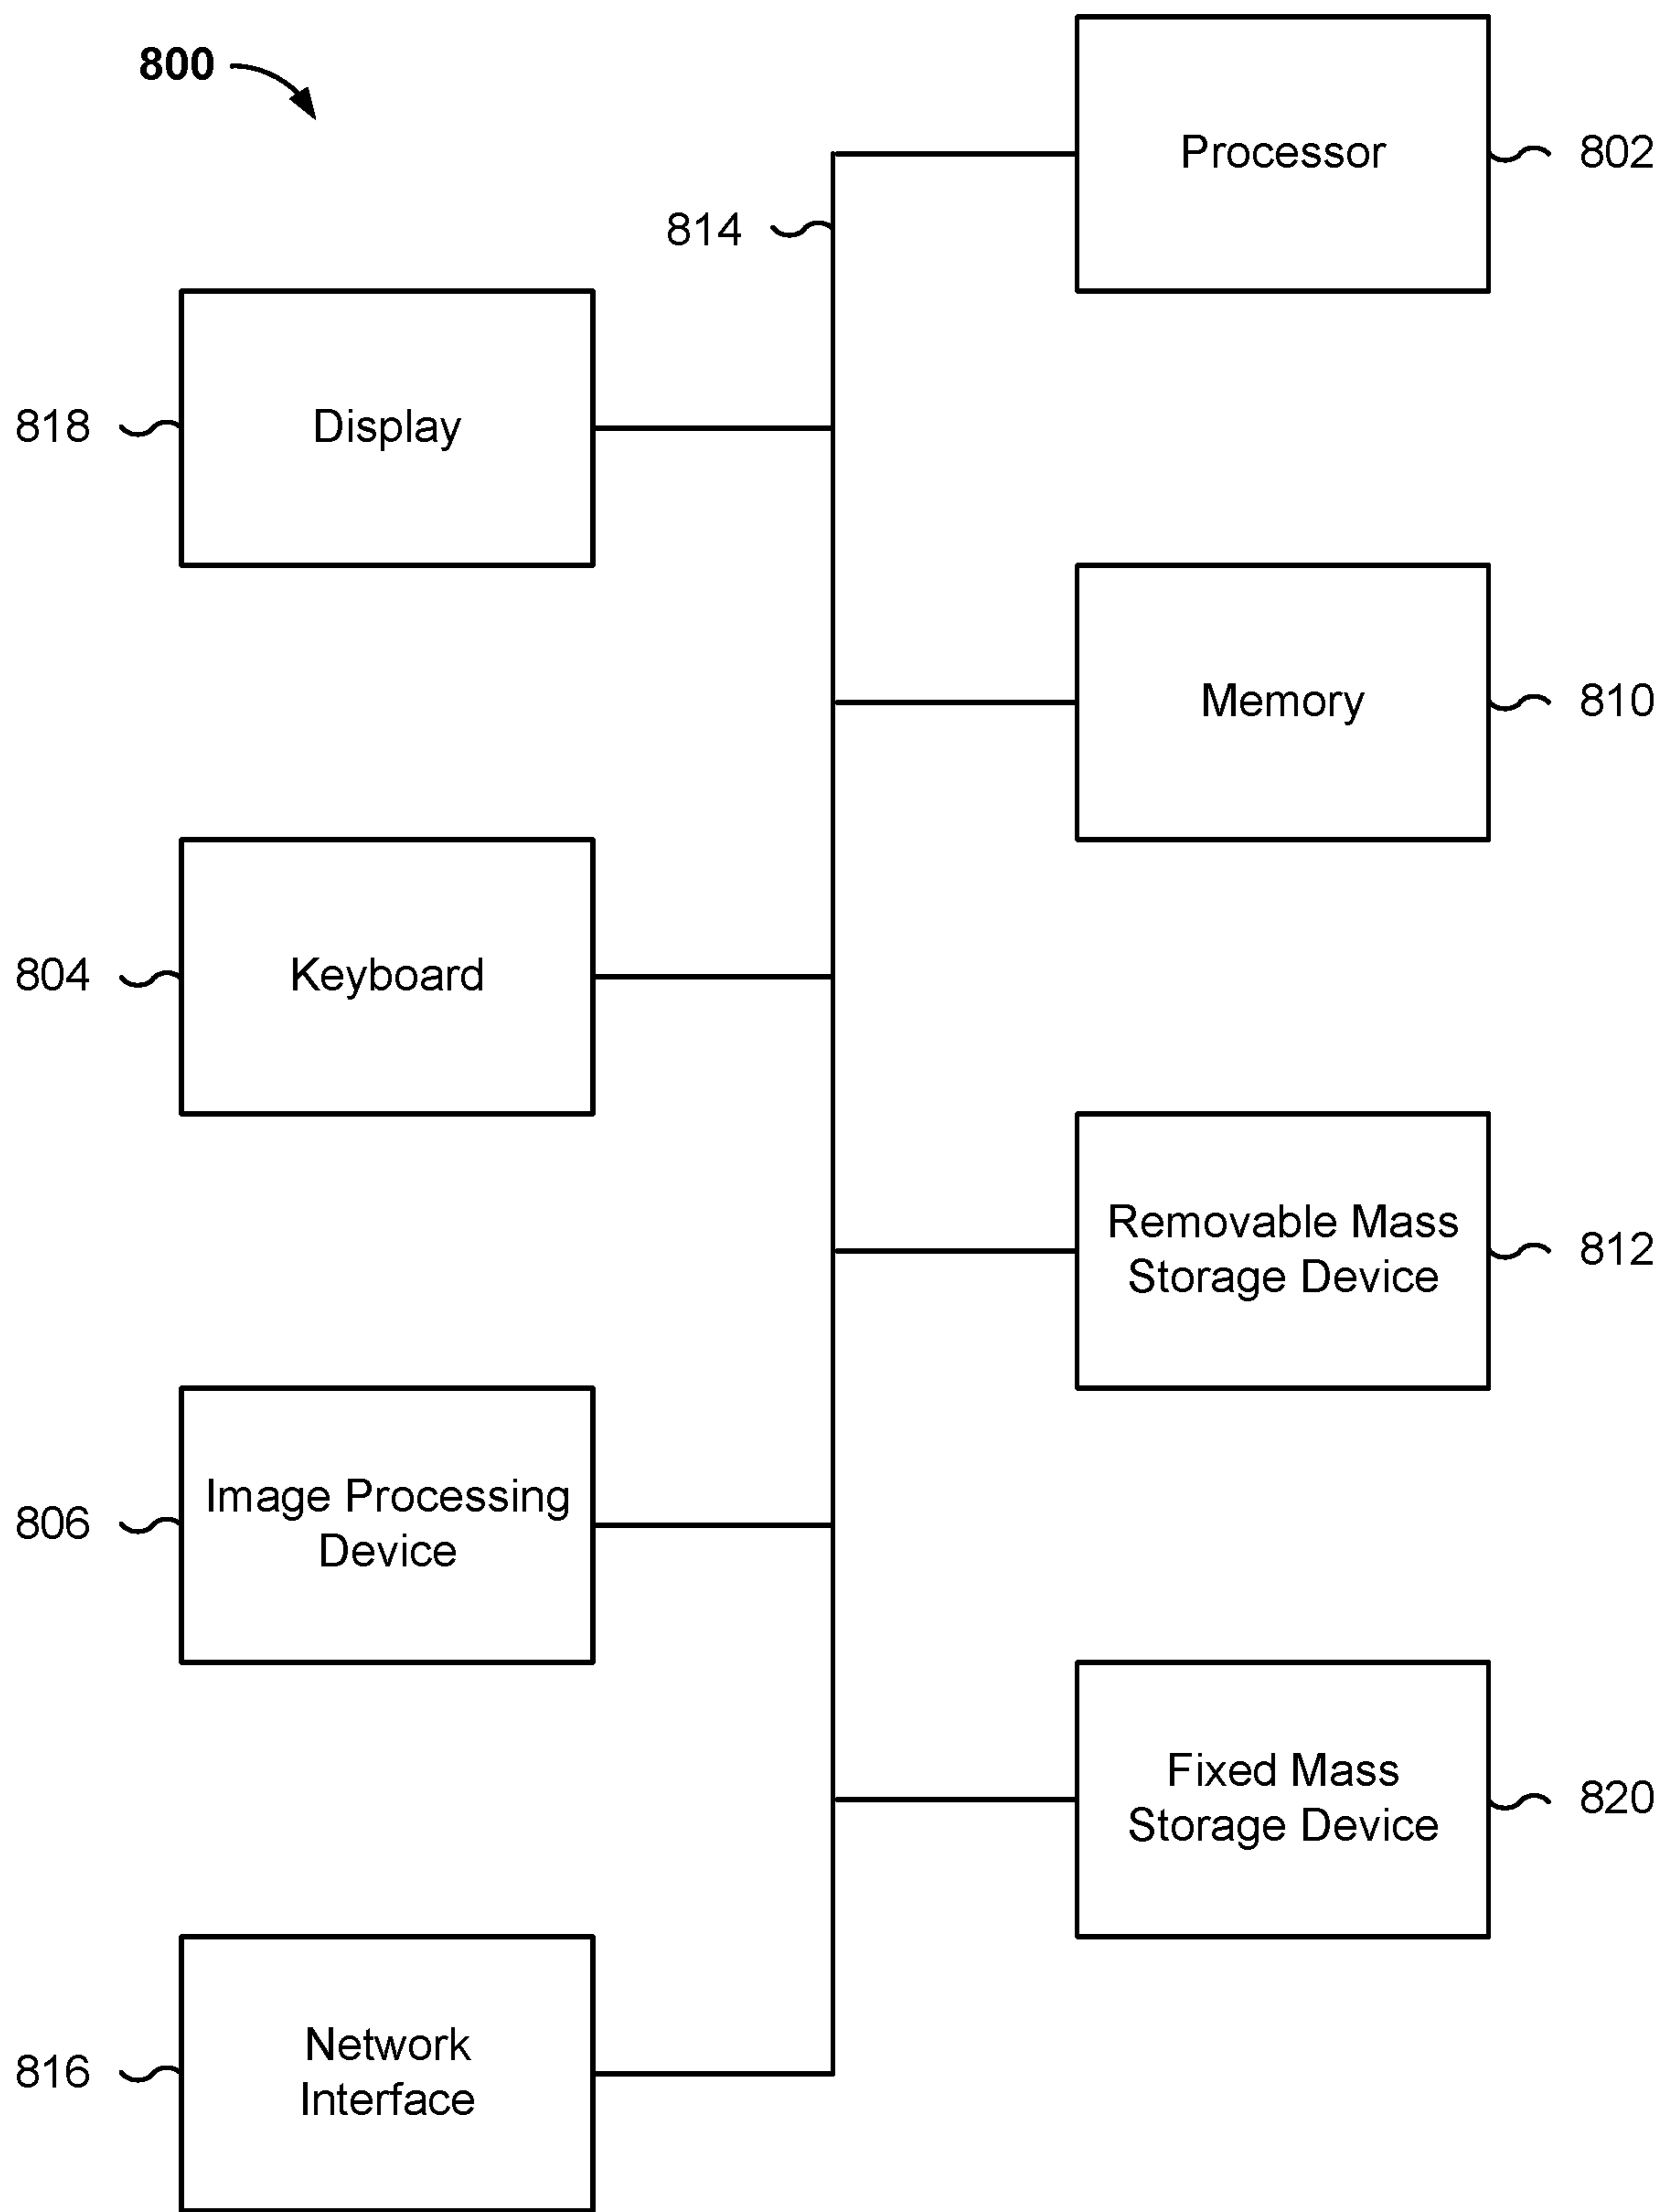 800
Processor
802
814
Display
818
Memory
810
Keyboard
804
Removable Mass
Storage Device
812
Image Processing
Device
806
Fixed Mass
Storage Device
820
Network
Interface
816